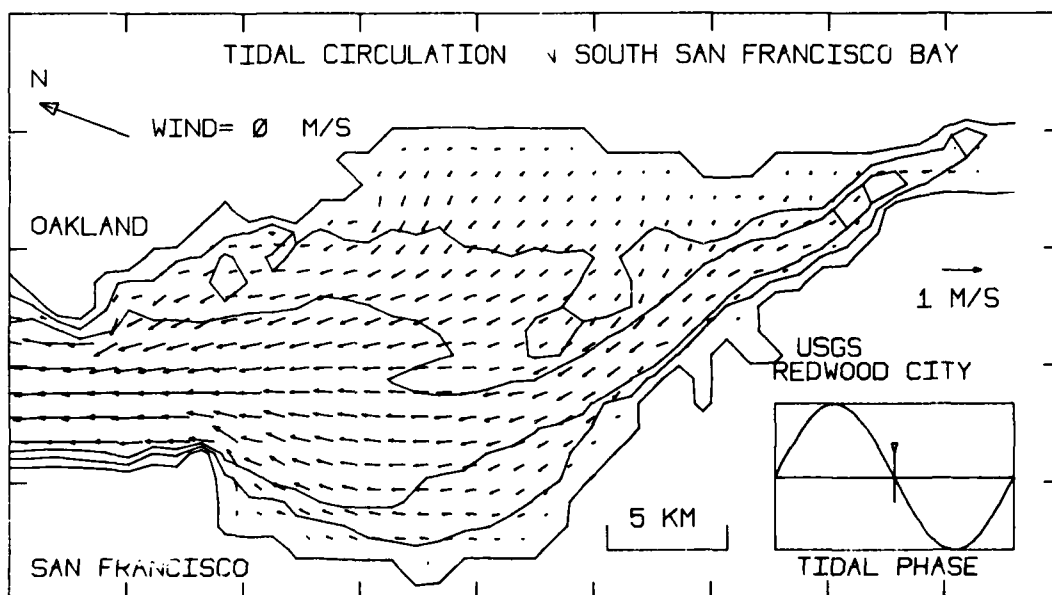 TIDAL CIRCULATION SOUTH SAN FRANCISCO BAY
N
WIND= Ø M/S
OAKLAND
1 M/S
USGS
REDWOOD CITY
5 KM
SAN FRANCISCO
TIDAL PHASE